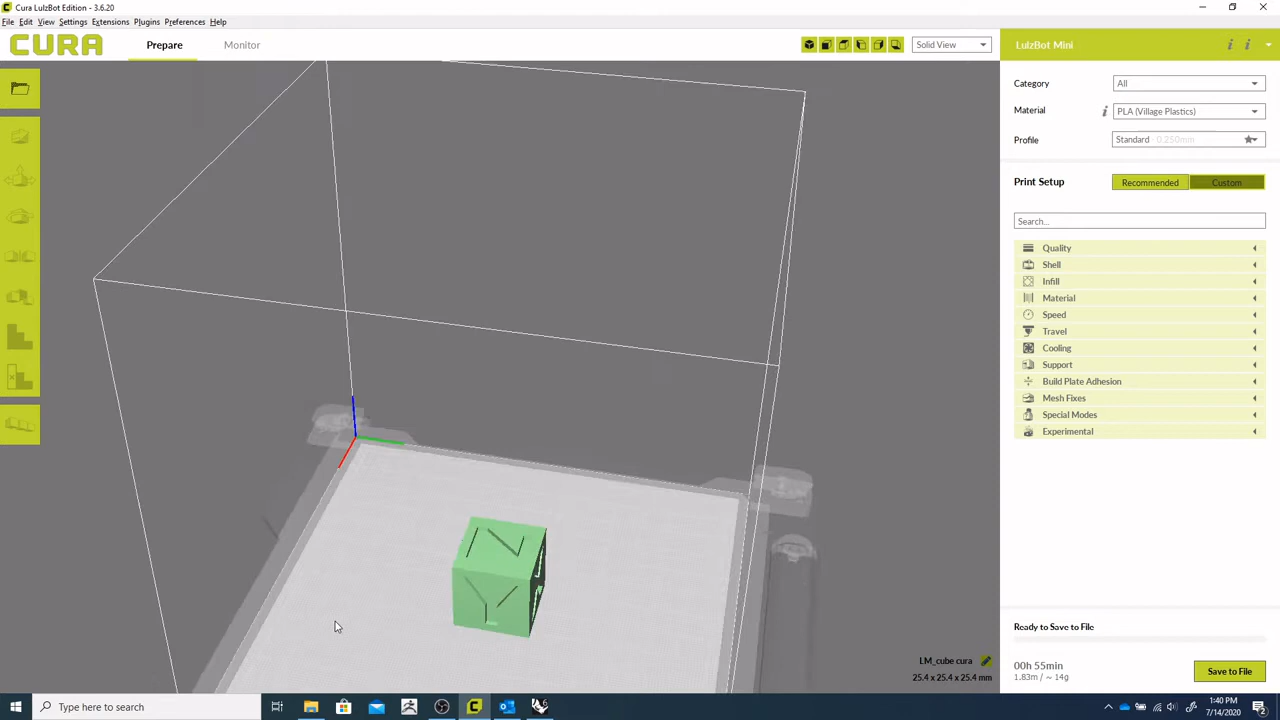 Cura LulzBot Edition - 3.6.20
File Edit View Settings Extensions Plugins Preferences Help
CURA Prepare Monitor Solid View LulzBot Mini
Category All
Material PLA (Village Plastics)
Profile Standard - 0.250mm
Print Setup Recommended Custom
Search...
Quality
Shell
Infill
Material
Speed
Travel
Cooling
Support
Build Plate Adhesion
Mesh Fixes
Special Modes
Experimental
Y
Ready to Save to File
LM_cube cura
25.4 x 25.4 x 25.4 mm
00h 55min
1.83m / ~ 14g
Save to File
Type here to search
1:40 PM
7/14/2020
2